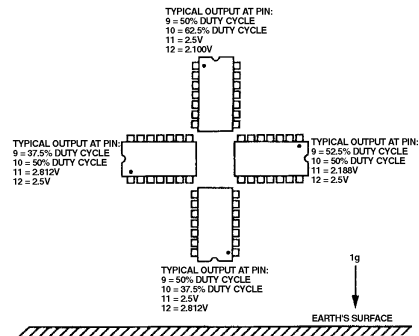 TYPICAL OUTPUT AT PIN:
9 = 50% DUTY CYCLE
10 = 62.5% DUTY CYCLE
11 = 2.5V
12 = 2.100V
TYPICAL OUTPUT AT PIN:
9 = 37.5% DUTY CYCLE
10 = 50% DUTY CYCLE
11 = 2.812V
12 = 2.5V
TYPICAL OUTPUT AT PIN:
9 = 52.5% DUTY CYCLE
10 = 50% DUTY CYCLE
11 = 2.188V
12 = 2.5V
TYPICAL OUTPUT AT PIN:
9 = 50% DUTY CYCLE
10 = 37.5% DUTY CYCLE
11 = 2.5V
12 = 2.812V
1g
EARTH'S SURFACE